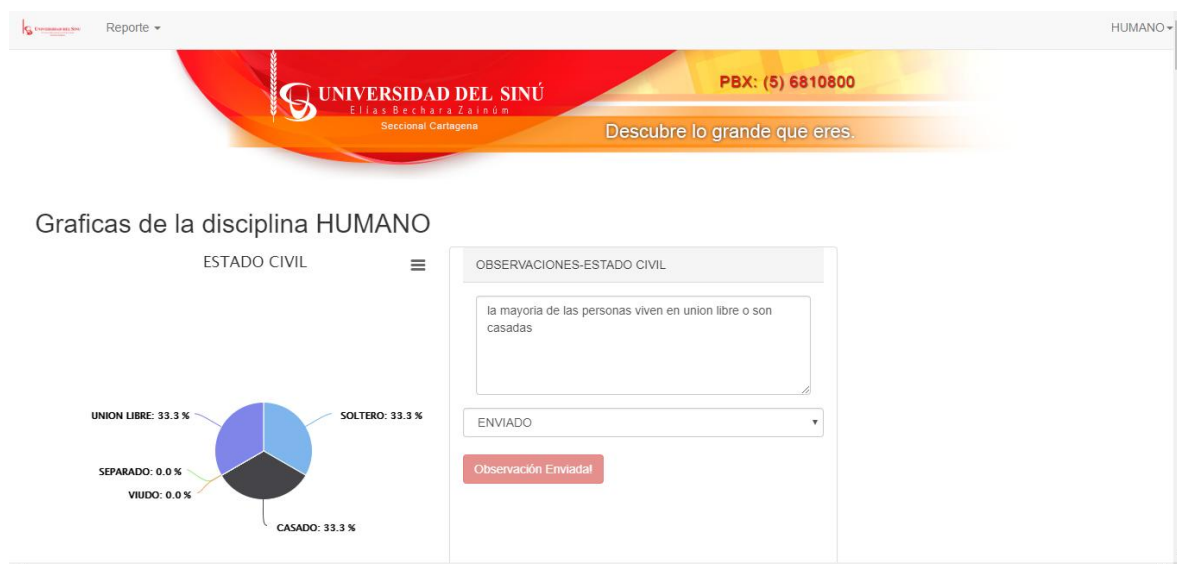 UNIVERSIDAD DEL SINÚ
Reporte
HUMANO
UNIVERSIDAD DEL SINÚ
Elías Bechara Zainúm
Seccional Cartagena
PBX: (5) 6810800
Descubre lo grande que eres.
Graficas de la disciplina HUMANO
ESTADO CIVIL
UNION LIBRE: 33.3 %
SOLTERO: 33.3 %
SEPARADO: 0.0 %
VIUDO: 0.0 %
CASADO: 33.3 %
OBSERVACIONES-ESTADO CIVIL
la mayoria de las personas viven en union libre o son
casadas
ENVIADO
Observación Enviada!